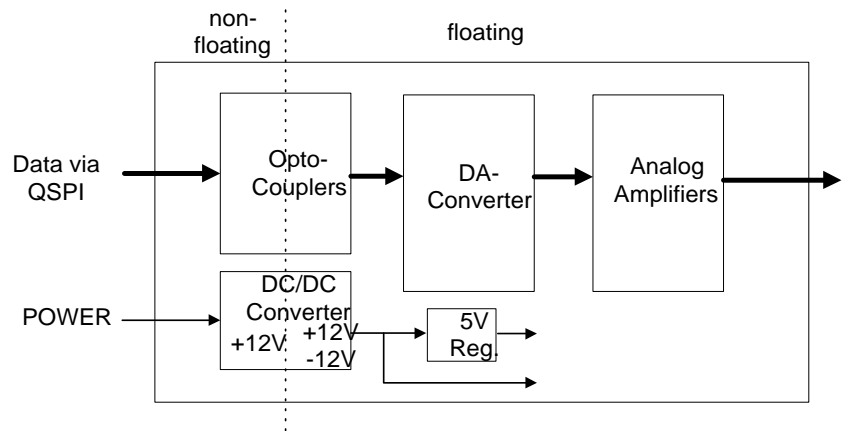 non-
floating
floating
Data via
QSPI
Opto-
Couplers
DA-
Converter
Analog
Amplifiers
POWER
DC/DC
Converter
+12V
+12V
-12V
5V
Reg.